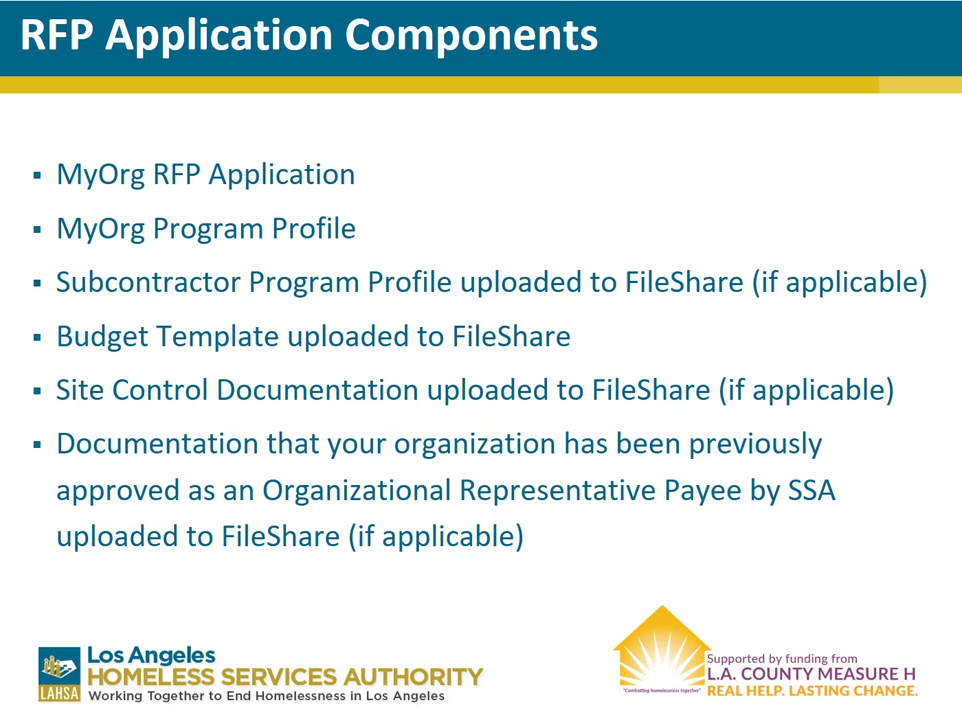 RFP Application Components
▪ MyOrg RFP Application
▪ MyOrg Program Profile
▪ Subcontractor Program Profile uploaded to FileShare (if applicable)
▪ Budget Template uploaded to FileShare
▪ Site Control Documentation uploaded to FileShare (if applicable)
▪ Documentation that your organization has been previously
approved as an Organizational Representative Payee by SSA
uploaded to FileShare (if applicable)
LAHSA
Los Angeles
HOMELESS SERVICES AUTHORITY
Working Together to End Homelessness in Los Angeles
"Combatting homelessness together"
Supported by funding from
L.A. COUNTY MEASURE H
REAL HELP. LASTING CHANGE.